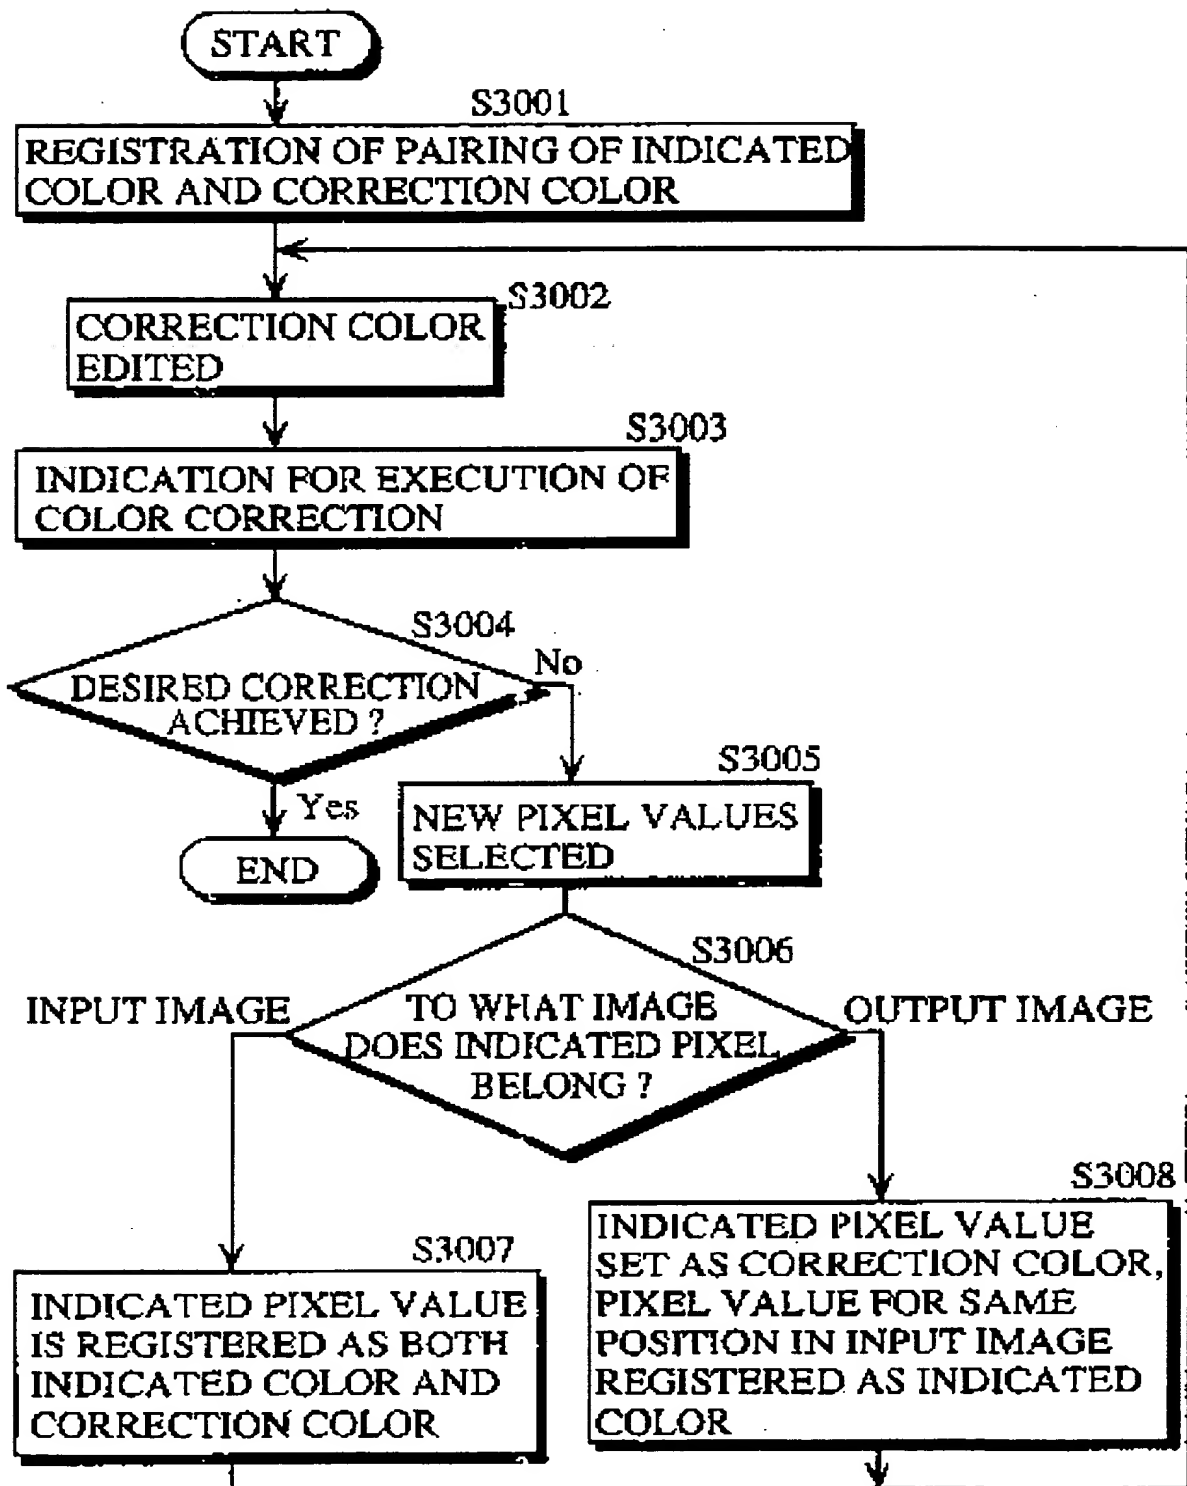 START
S3001
REGISTRATION OF PAIRING OF INDICATED
COLOR AND CORRECTION COLOR
S3002
CORRECTION COLOR
EDITED
S3003
INDICATION FOR EXECUTION OF
COLOR CORRECTION
S3004
No
DESIRED CORRECTION
ACHIEVED ?
Yes
END
S3005
NEW PIXEL VALUES
SELECTED
S3006
INPUT IMAGE
TO WHAT IMAGE
DOES INDICATED PIXEL
BELONG ?
OUTPUT IMAGE
S3007
INDICATED PIXEL VALUE
IS REGISTERED AS BOTH
INDICATED COLOR AND
CORRECTION COLOR
S3008
INDICATED PIXEL VALUE
SET AS CORRECTION COLOR,
PIXEL VALUE FOR SAME
POSITION IN INPUT IMAGE
REGISTERED AS INDICATED
COLOR